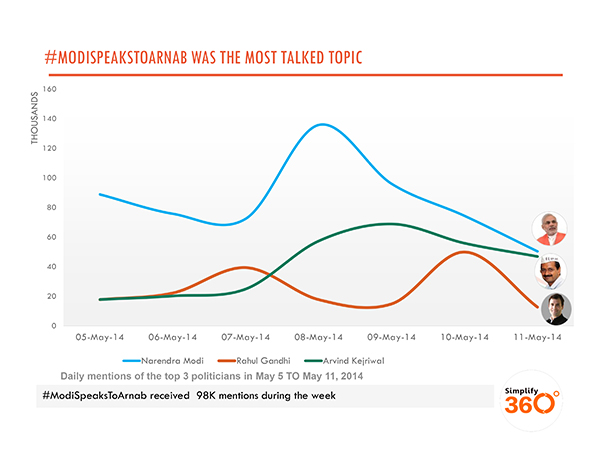 #MODISPEAKSTOARNAB WAS THE MOST TALKED TOPIC
THOUSANDS
160
140
120
100
80
60
40
20
0
05-May-14 06-May-14 07-May-14 08-May-14 09-May-14 10-May-14 11-May-14
Narendra Modi Rahul Gandhi Arvind Kejriwal
Daily mentions of the top 3 politicians in May 5 TO May 11, 2014
#ModiSpeaksToArnab received 98K mentions during the week
Simplify
360°